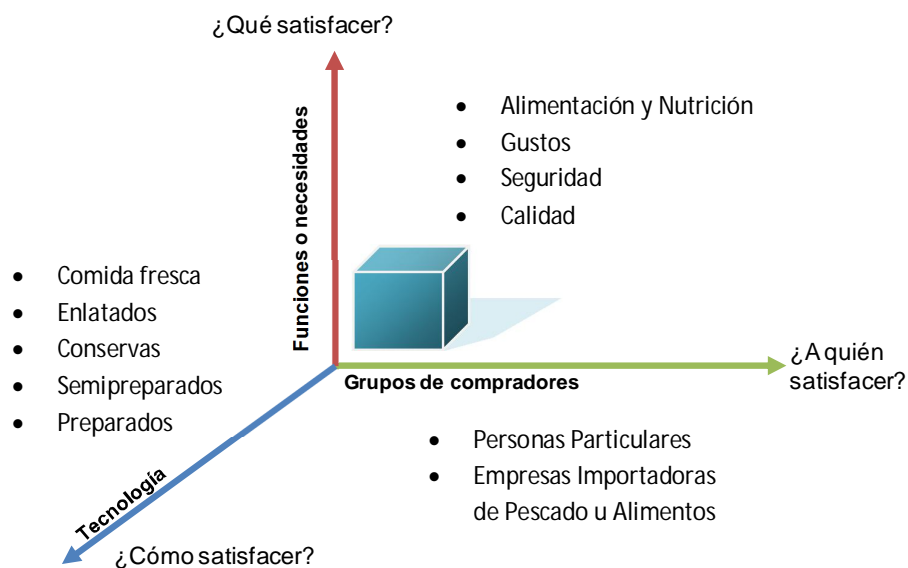 ¿Qué satisfacer?
Funciones o necesidades
• Alimentación y Nutrición
• Gustos
• Seguridad
• Calidad
• Comida fresca
• Enlatados
• Conservas
• Semipreparados
• Preparados
¿A quién
satisfacer?
Grupos de compradores
• Personas Particulares
• Empresas Importadoras
de Pescado u Alimentos
Tecnología
¿Cómo satisfacer?